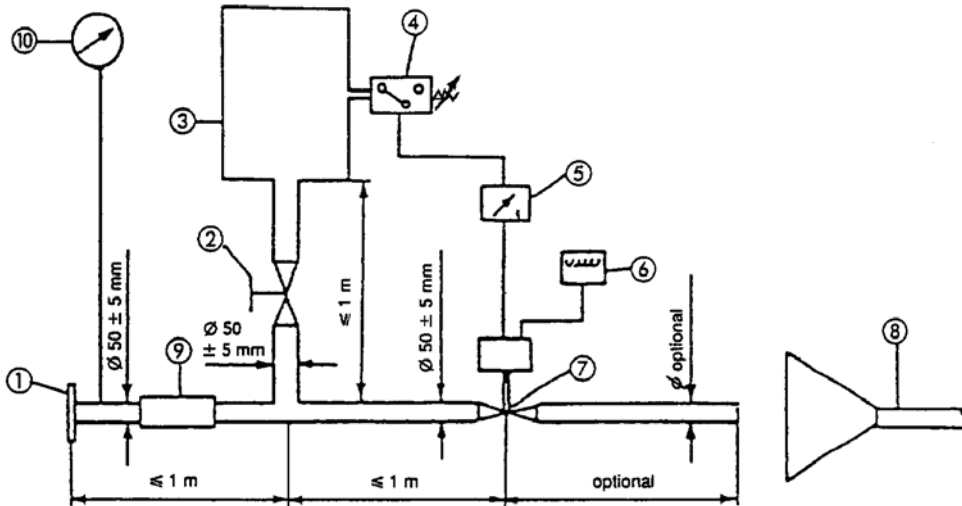 ⑩
④
③
⑤
②
⑥
Ø 50 ± 5 mm
Ø 50
± 5 mm
≤ 1 m
Ø 50 ± 5 mm
Ø optional
①
⑨
⑦
⑧
≤ 1 m
≤ 1 m
optional